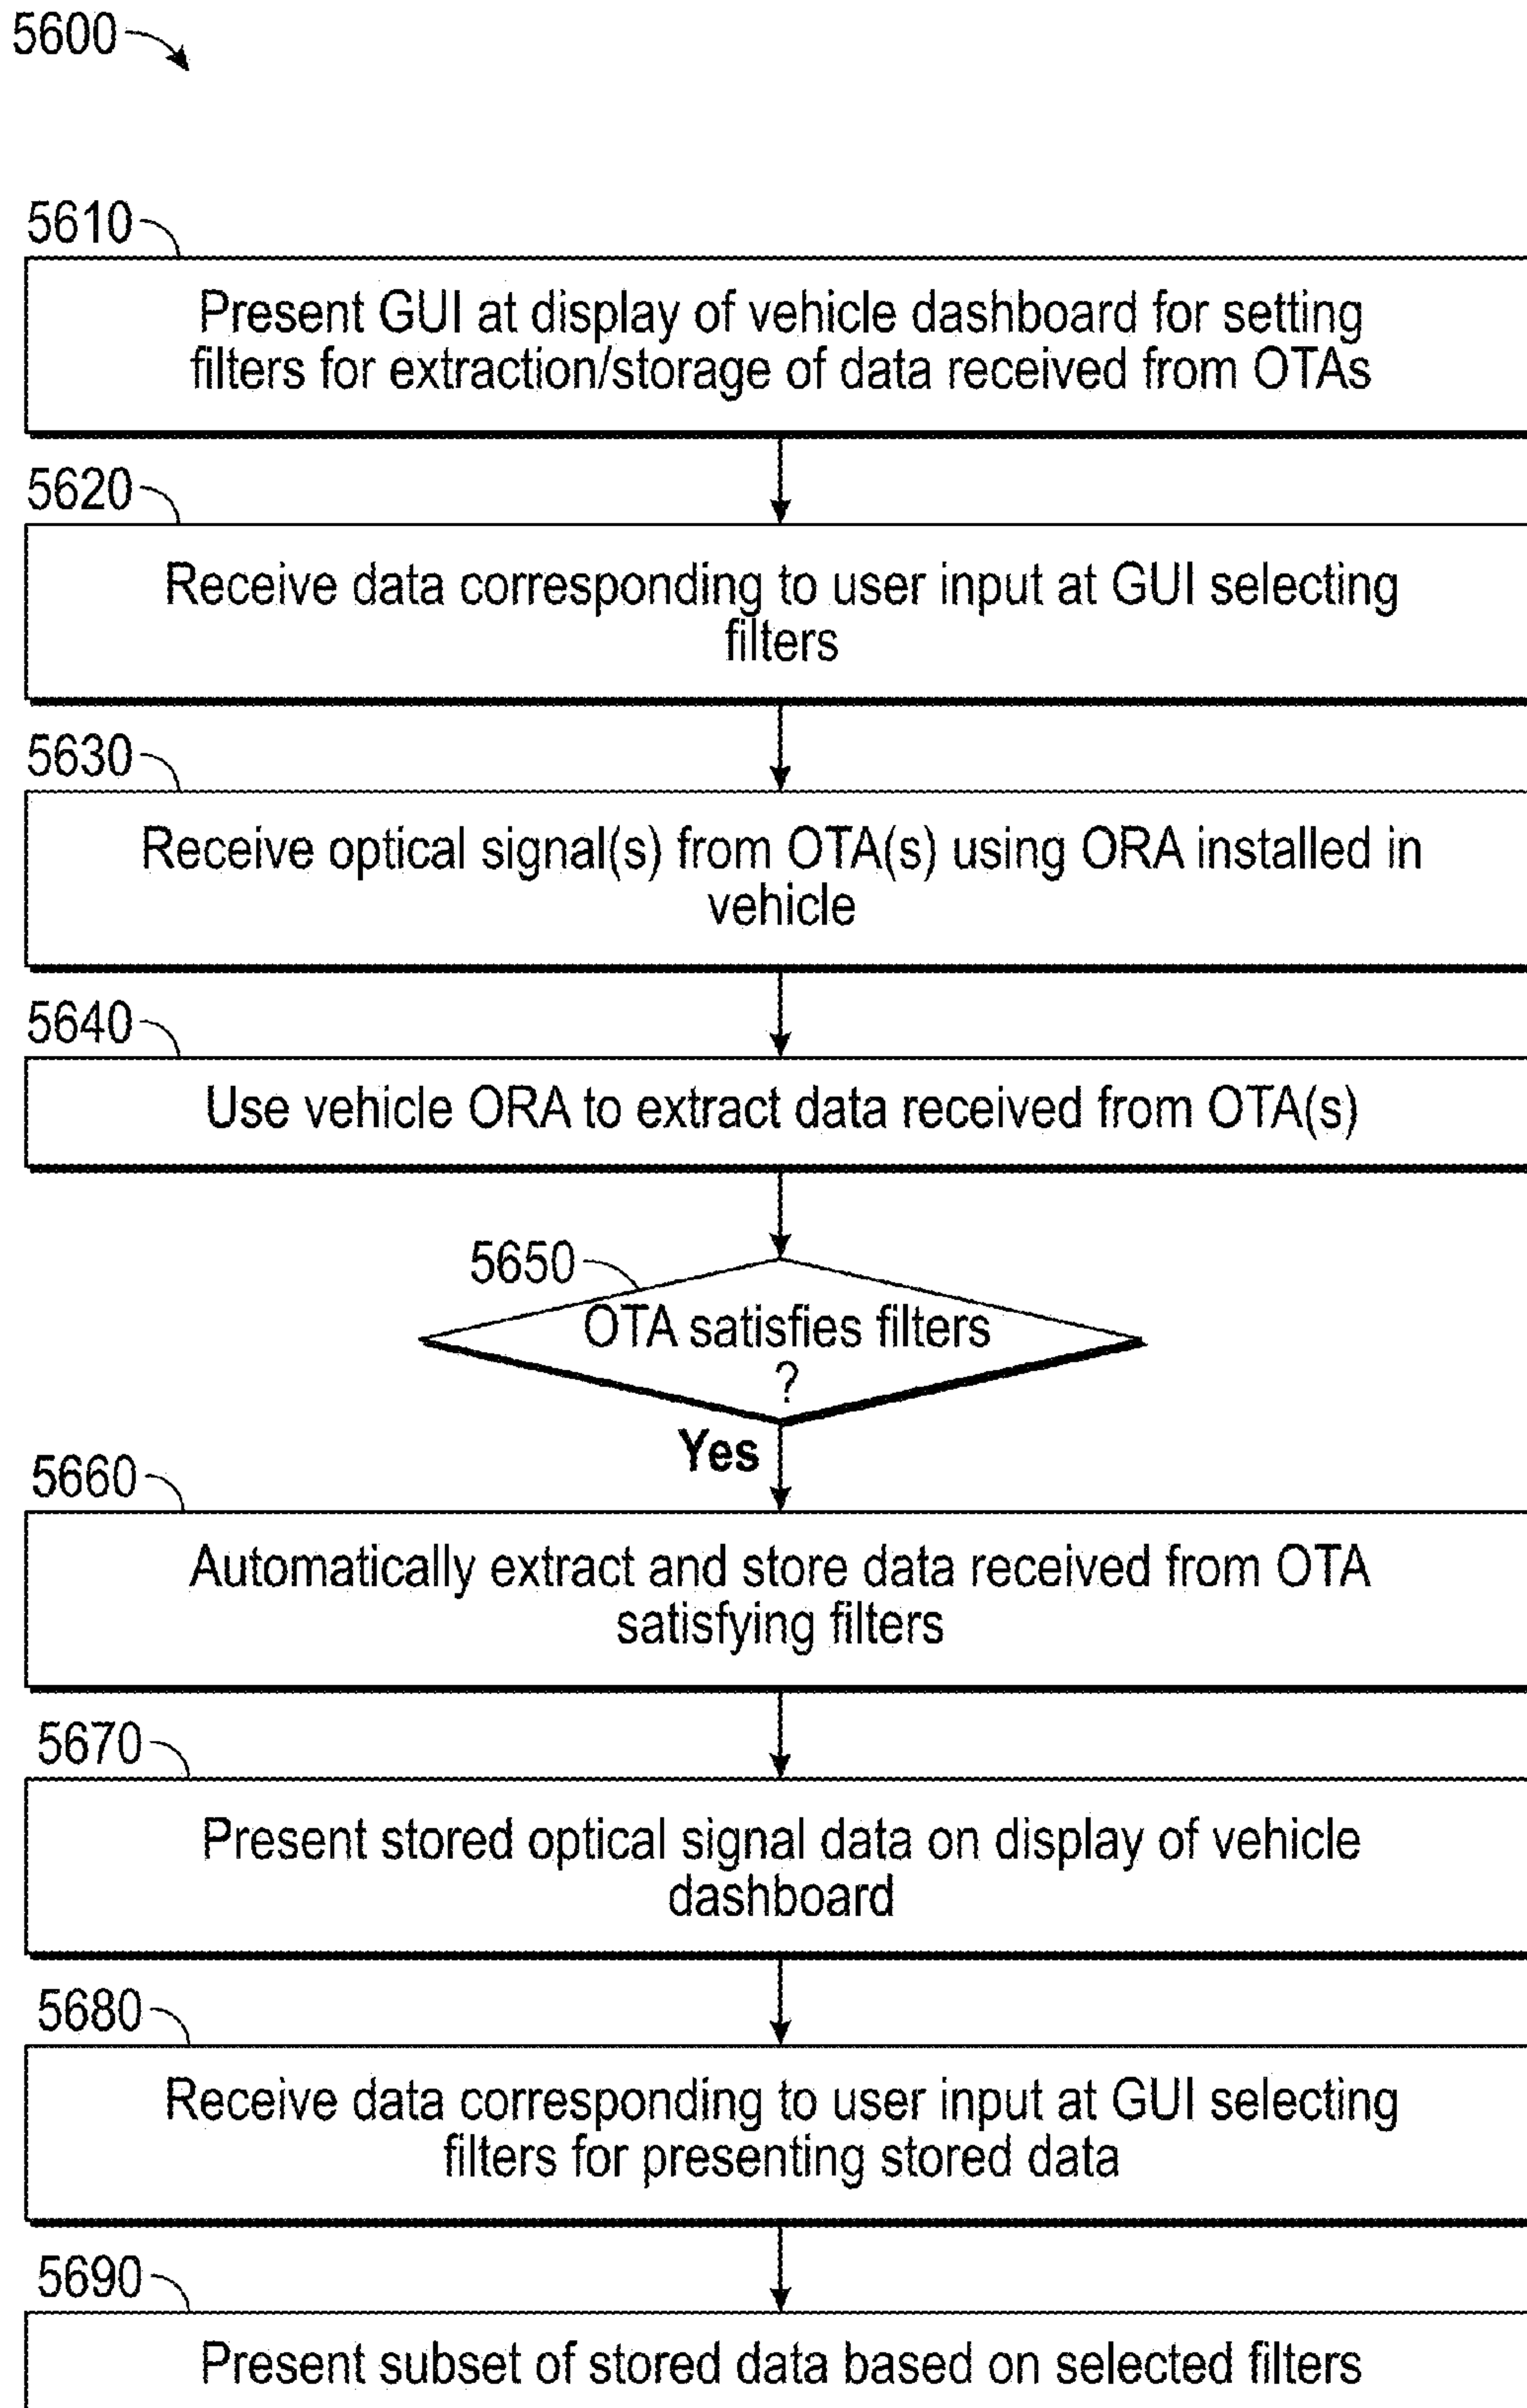 5600
5610
Present GUI at display of vehicle dashboard for setting
filters for extraction/storage of data received from OTAs
5620
Receive data corresponding to user input at GUI selecting
filters
5630
Receive optical signal(s) from OTA(s) using ORA installed in
vehicle
5640
Use vehicle ORA to extract data received from OTA(s)
5650
OTA satisfies filters
?
Yes
5660
Automatically extract and store data received from OTA
satisfying filters
5670
Present stored optical signal data on display of vehicle
dashboard
5680
Receive data corresponding to user input at GUI selecting
filters for presenting stored data
5690
Present subset of stored data based on selected filters